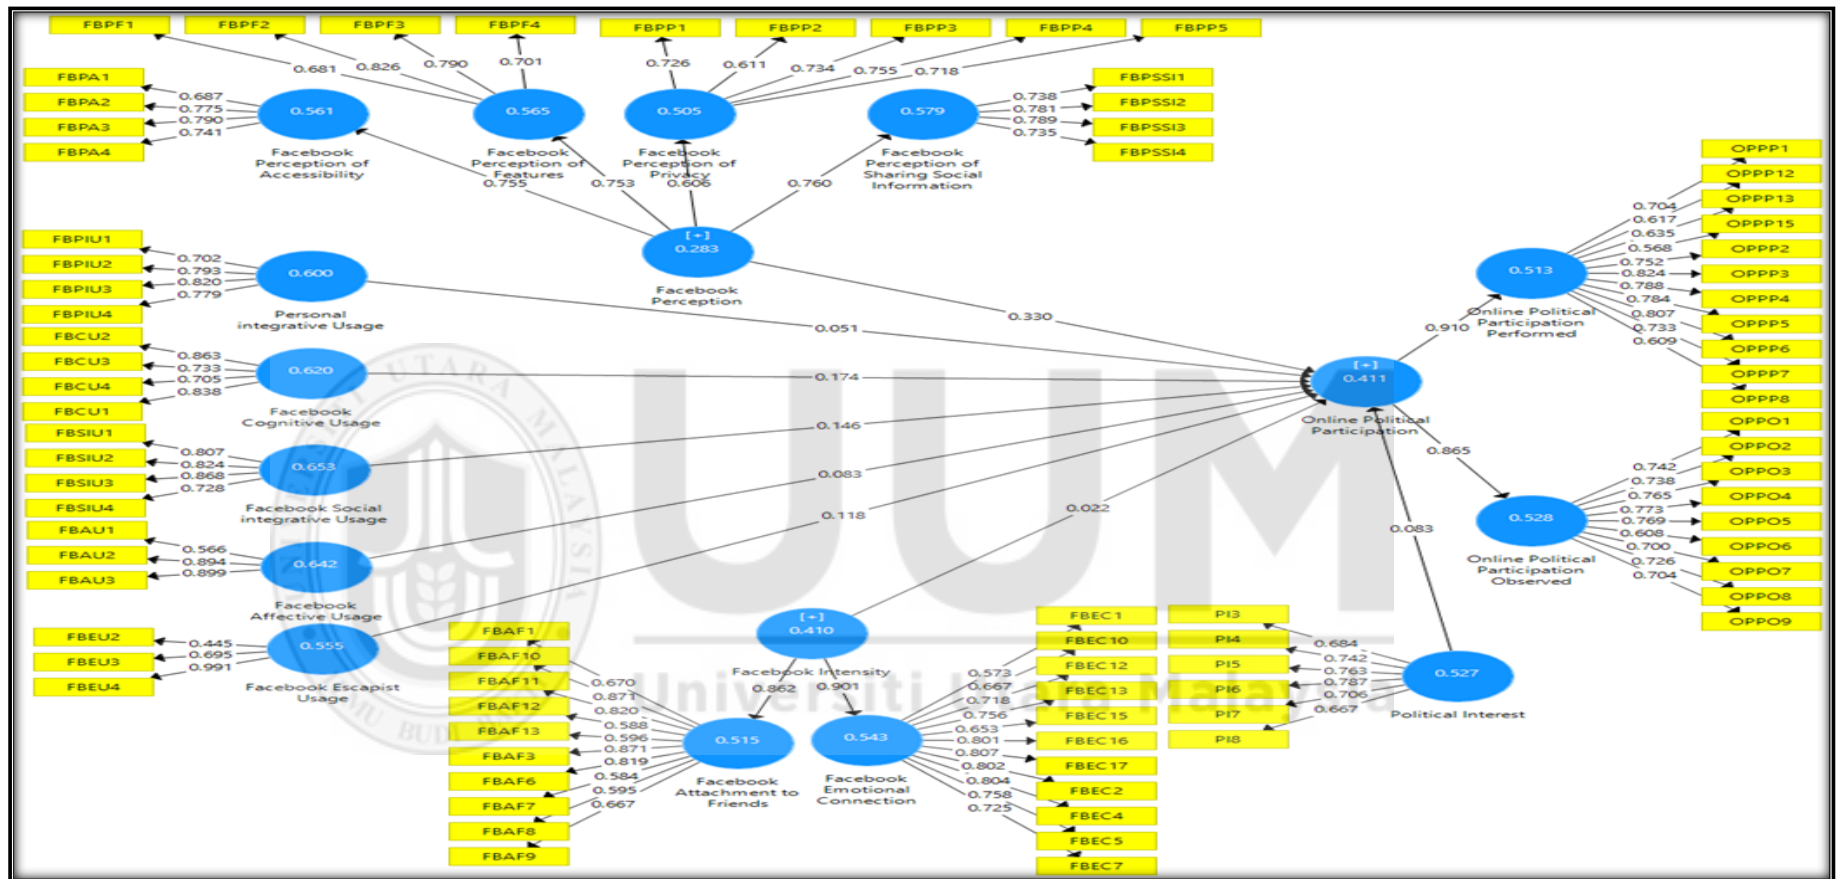 FBPF1 FBPF2 FBPF3 FBPF4 FBPP1 FBPP2 FBPP3 FBPP4 FBPP5
0.681 0.826 0.790 0.701 0.726 0.611 0.734 0.755 0.718
FBPA1
FBPA2
FBPA3
FBPA4
0.687
0.775
0.790
0.741
0.561
Facebook
Perception of
Accessibility
0.565
Facebook
Perception of
Features
0.505
Facebook
Perception of
Privacy
0.579
Facebook
Perception of
Sharing Social
Information
0.738
0.781
0.789
0.735
FBPSSI1
FBPSSI2
FBPSSI3
FBPSSI4
0.755 0.753 0.606 0.760
[+]
0.283
Facebook
Perception
FBPIU1
FBPIU2
FBPIU3
FBPIU4
0.702
0.793
0.820
0.779
0.600
Personal
integrative Usage
FBCU2
FBCU3
FBCU4
FBCU1
0.863
0.733
0.705
0.838
0.620
Facebook
Cognitive Usage
FBSIU1
FBSIU2
FBSIU3
FBSIU4
0.807
0.824
0.868
0.728
0.653
Facebook Social
integrative Usage
FBAU1
FBAU2
FBAU3
0.566
0.894
0.899
0.642
Facebook
Affective Usage
FBEU2
FBEU3
FBEU4
0.445
0.695
0.991
0.555
Facebook Escapist
Usage
0.330
0.051
0.174
0.146
0.083
0.118
0.022
0.083
[+]
0.411
Online Political
Participation
0.910
0.865
0.513
Online Political
Participation
Performed
0.704
0.617
0.635
0.568
0.752
0.824
0.788
0.784
0.807
0.733
0.609
OPPP1
OPPP12
OPPP13
OPPP15
OPPP2
OPPP3
OPPP4
OPPP5
OPPP6
OPPP7
OPPP8
0.528
Online Political
Participation
Observed
0.742
0.738
0.765
0.773
0.769
0.608
0.700
0.726
0.704
OPPO1
OPPO2
OPPO3
OPPO4
OPPO5
OPPO6
OPPO7
OPPO8
OPPO9
[+]
0.410
Facebook Intensity
0.862 0.901
FBAF1
FBAF10
FBAF11
FBAF12
FBAF13
FBAF3
FBAF6
FBAF7
FBAF8
FBAF9
0.670
0.871
0.820
0.588
0.596
0.871
0.819
0.584
0.595
0.667
0.515
Facebook
Attachment to
Friends
0.543
Facebook
Emotional
Connection
0.573
0.667
0.718
0.756
0.653
0.801
0.807
0.802
0.804
0.758
0.725
FBEC1
FBEC10
FBEC12
FBEC13
FBEC15
FBEC16
FBEC17
FBEC2
FBEC4
FBEC5
FBEC7
PI3
PI4
PI5
PI6
PI7
PI8
0.684
0.742
0.763
0.787
0.706
0.667
0.527
Political Interest
UUM
Universiti Utara Malaysia
UTARA MALAYSIA
BUDI